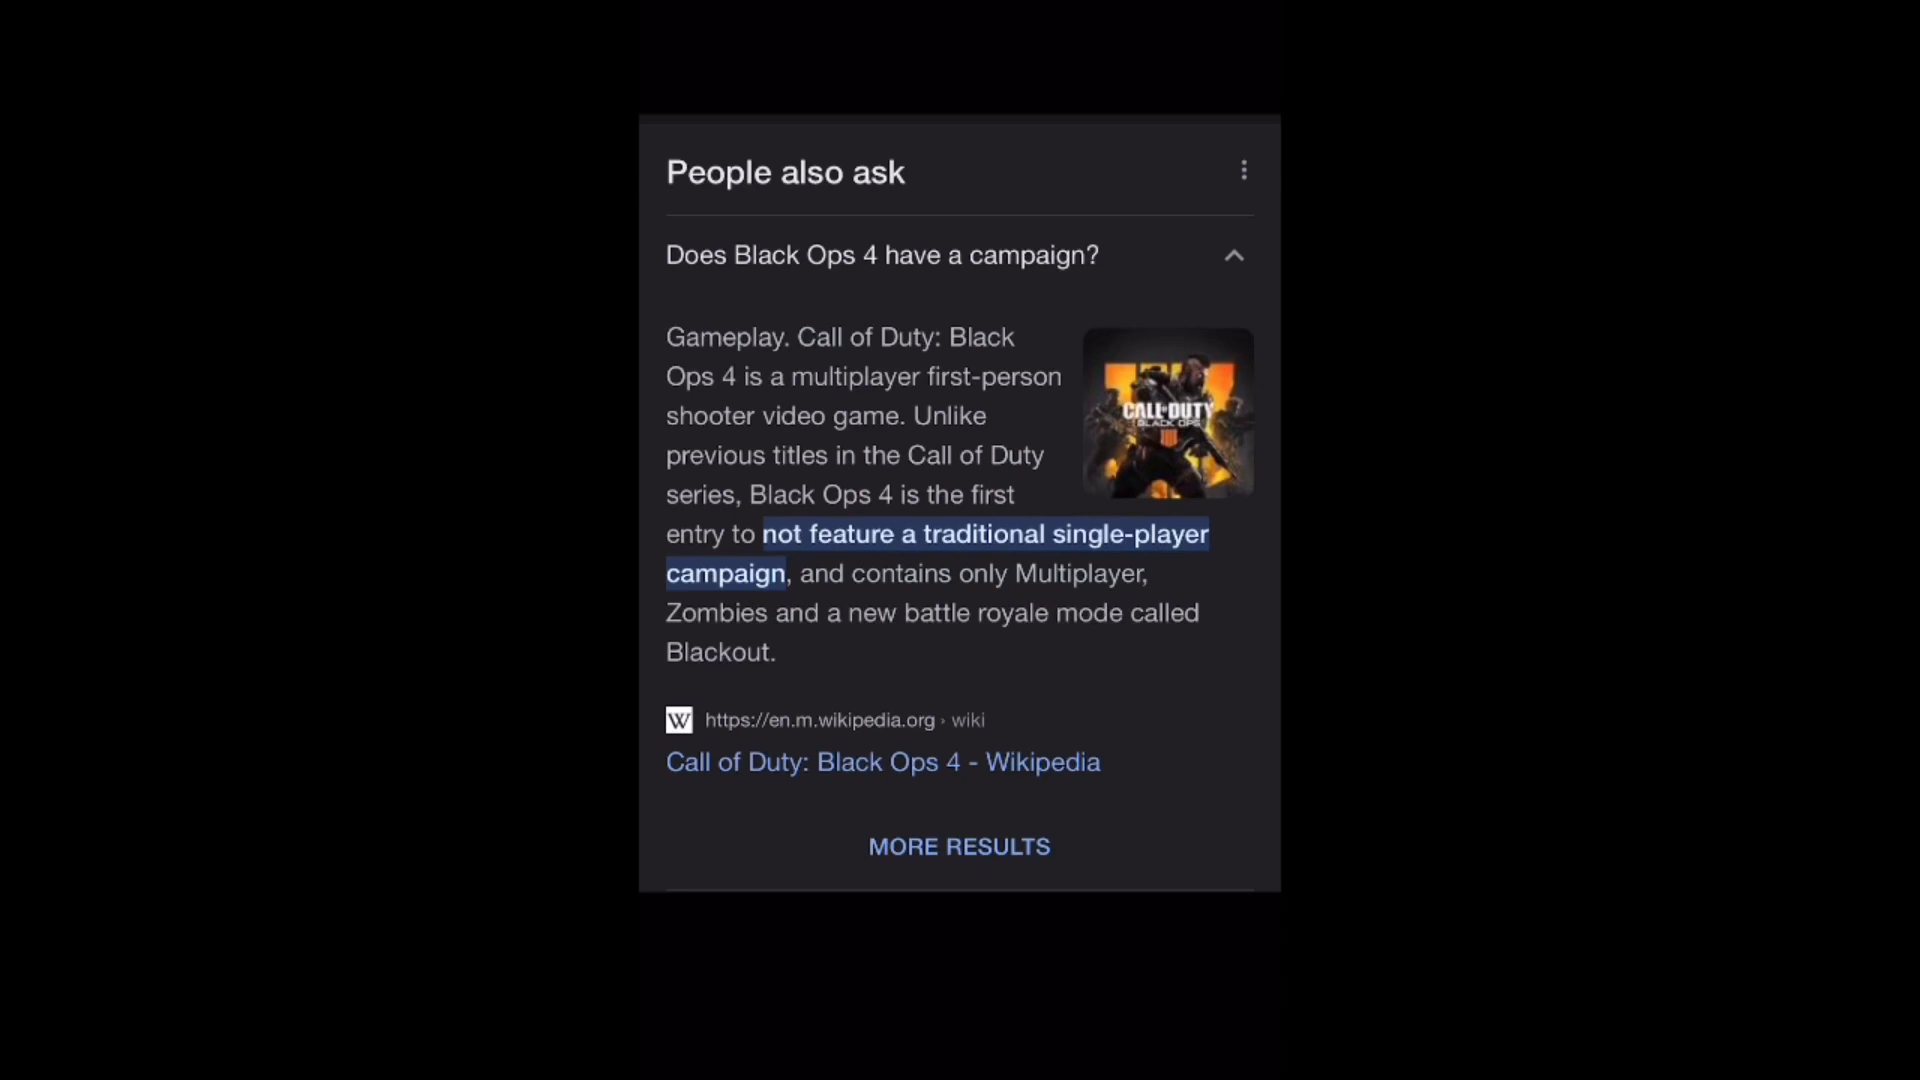 People also ask
Does Black Ops 4 have a campaign?
Gameplay. Call of Duty: Black
Ops 4 is a multiplayer first-person
shooter video game. Unlike
previous titles in the Call of Duty
series, Black Ops 4 is the first
entry to not feature a traditional single-player
campaign, and contains only Multiplayer,
Zombies and a new battle royale mode called
Blackout.
CALL OF DUTY
BLACK OPS
IIII
W https://en.m.wikipedia.org › wiki
Call of Duty: Black Ops 4 - Wikipedia
MORE RESULTS